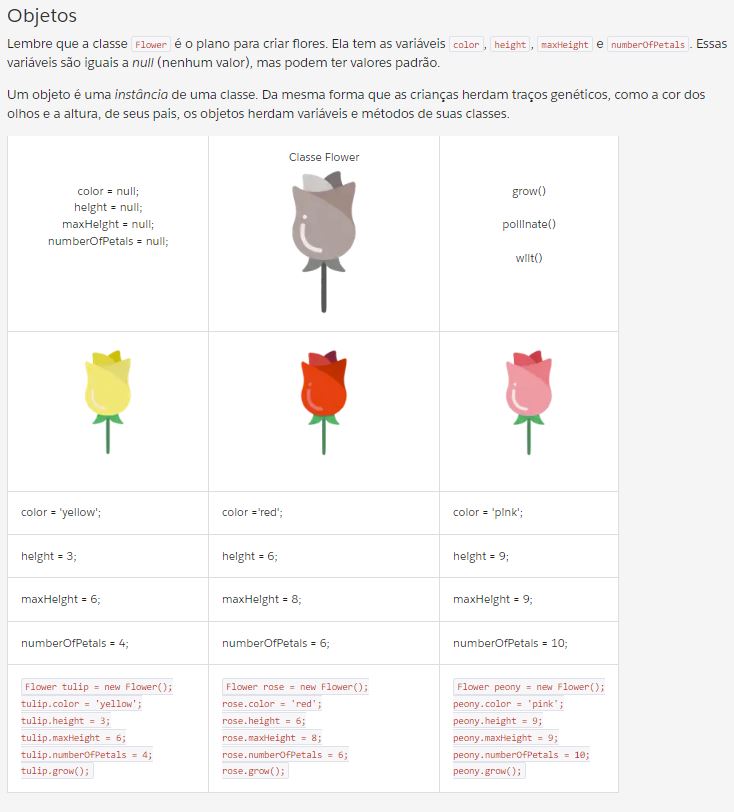 Objetos
Lembre que a classe Flower é o plano para criar flores. Ela tem as variáveis color, height, maxHeight e numberOfPetals. Essas
variáveis são iguais a null (nenhum valor), mas podem ter valores padrão.
Um objeto é uma instância de uma classe. Da mesma forma que as crianças herdam traços genéticos, como a cor dos
olhos e a altura, de seus pais, os objetos herdam variáveis e métodos de suas classes.
color = null;
height = null;
maxHeight = null;
numberOfPetals = null;
Classe Flower
grow()
pollinate()
wilt()
color = 'yellow';
color ='red';
color = 'pink';
height = 3;
height = 6;
height = 9;
maxHeight = 6;
maxHeight = 8;
maxHeight = 9;
numberOfPetals = 4;
numberOfPetals = 6;
numberOfPetals = 10;
Flower tulip = new Flower();
tulip.color = 'yellow';
tulip.height = 3;
tulip.maxHeight = 6;
tulip.numberOfPetals = 4;
tulip.grow();
Flower rose = new Flower();
rose.color = 'red';
rose.height = 6;
rose.maxHeight = 8;
rose.numberOfPetals = 6;
rose.grow();
Flower peony = new Flower();
peony.color = 'pink';
peony.height = 9;
peony.maxHeight = 9;
peony.numberOfPetals = 10;
peony.grow();